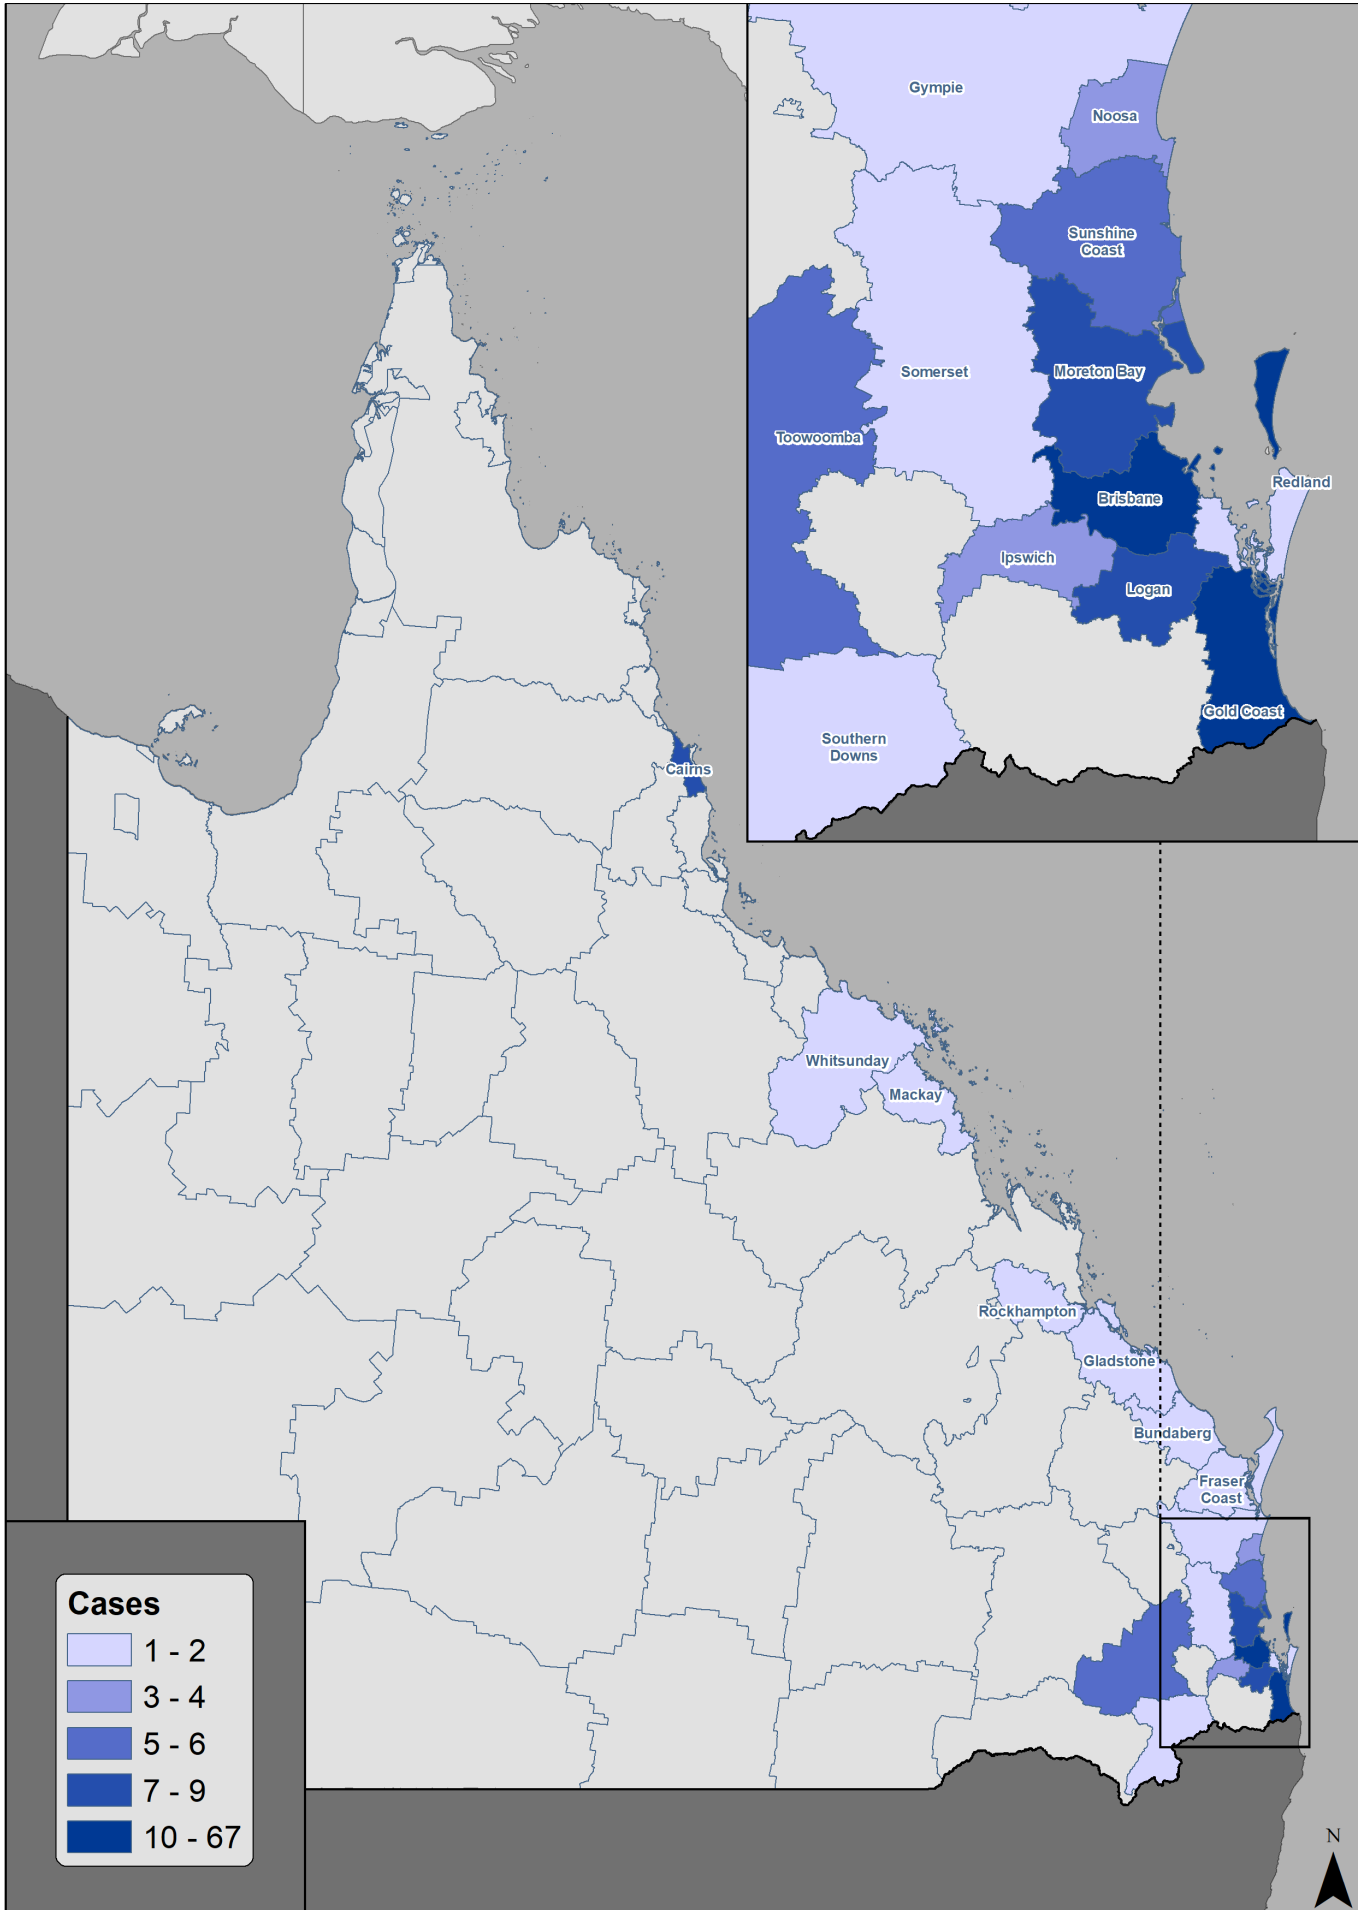 Gympie
Noosa
Sunshine
Coast
Somerset
Moreton Bay
Toowoomba
Redland
Brisbane
Ipswich
Logan
Gold Coast
Southern
Downs
Cairns
Whitsunday
Mackay
Rockhampton
Gladstone
Bundaberg
Fraser
Coast
Cases
1 - 2
3 - 4
5 - 6
7 - 9
10 - 67
N